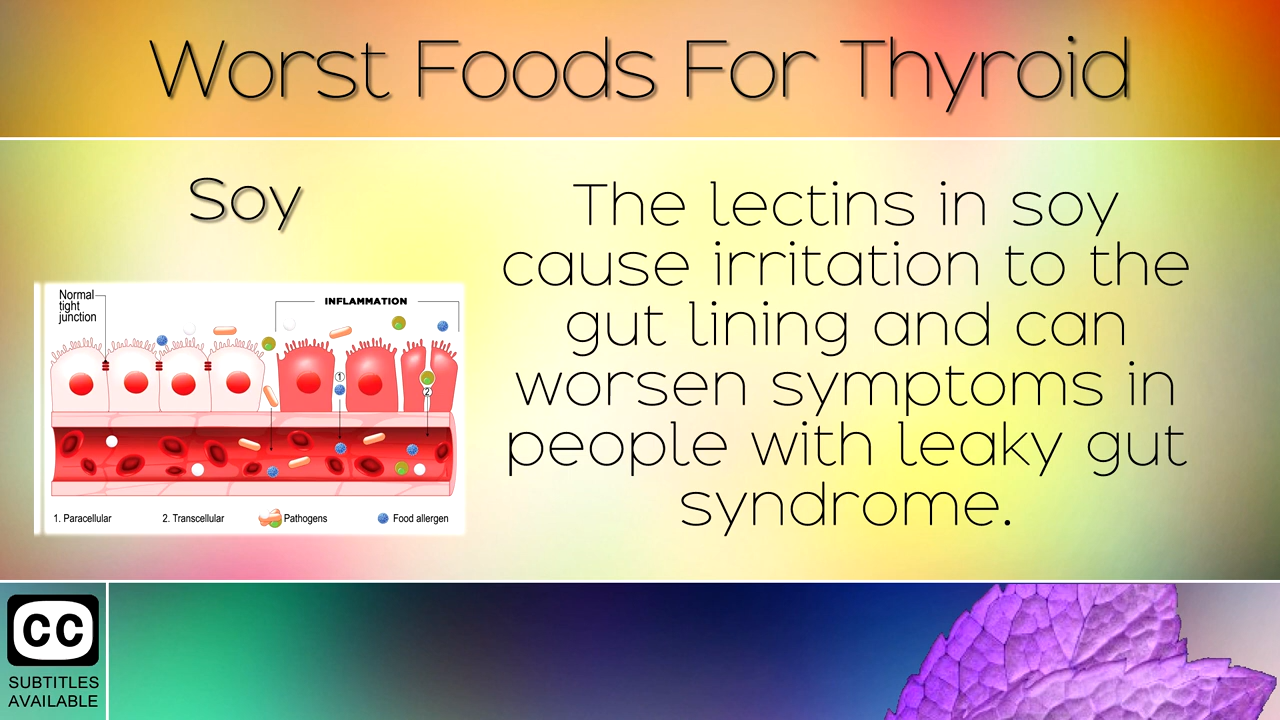 Worst Foods For Thyroid
Soy
The lectins in soy
cause irritation to the
gut lining and can
worsen symptoms in
people with leaky gut
syndrome.
Normal
tight
junction
INFLAMMATION
1
2
1. Paracellular
2. Transcellular
Pathogens
Food allergen
CC
SUBTITLES
AVAILABLE